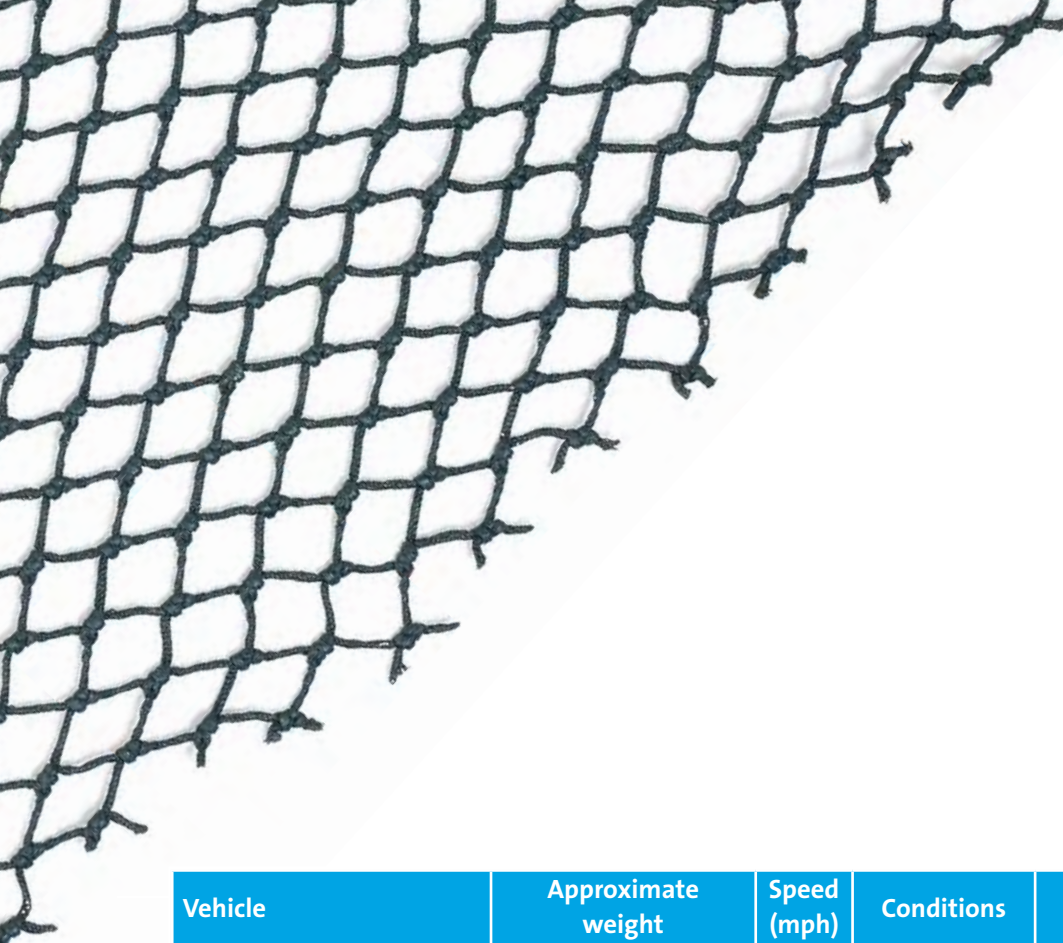 Vehicle
Approximate
weight
Speed
(mph)
Conditions